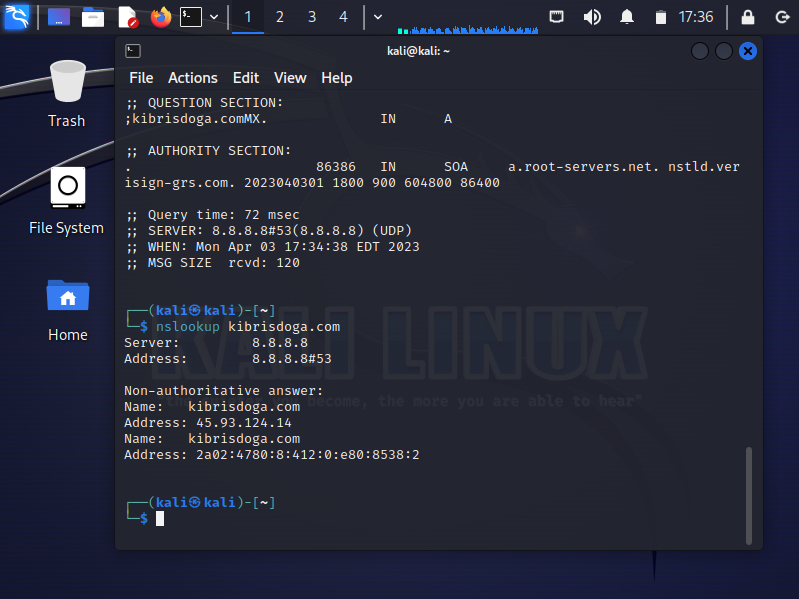 1 2 3 4 17:36
kali@kali: ~
File Actions Edit View Help
Trash
File System
Home
;; QUESTION SECTION:
;kibrisdoga.comMX. IN A
;; AUTHORITY SECTION:
. 86386 IN SOA a.root-servers.net. nstld.ver
isign-grs.com. 2023040301 1800 900 604800 86400
;; Query time: 72 msec
;; SERVER: 8.8.8.8#53(8.8.8.8) (UDP)
;; WHEN: Mon Apr 03 17:34:38 EDT 2023
;; MSG SIZE rcvd: 120
┌──(kali㉿kali)-[~]
└─$ nslookup kibrisdoga.com
Server: 8.8.8.8
Address: 8.8.8.8#53
Non-authoritative answer:
Name: kibrisdoga.com
Address: 45.93.124.14
Name: kibrisdoga.com
Address: 2a02:4780:8:412:0:e80:8538:2
┌──(kali㉿kali)-[~]
└─$
KALI LINUX
become, the more you are able to hear"